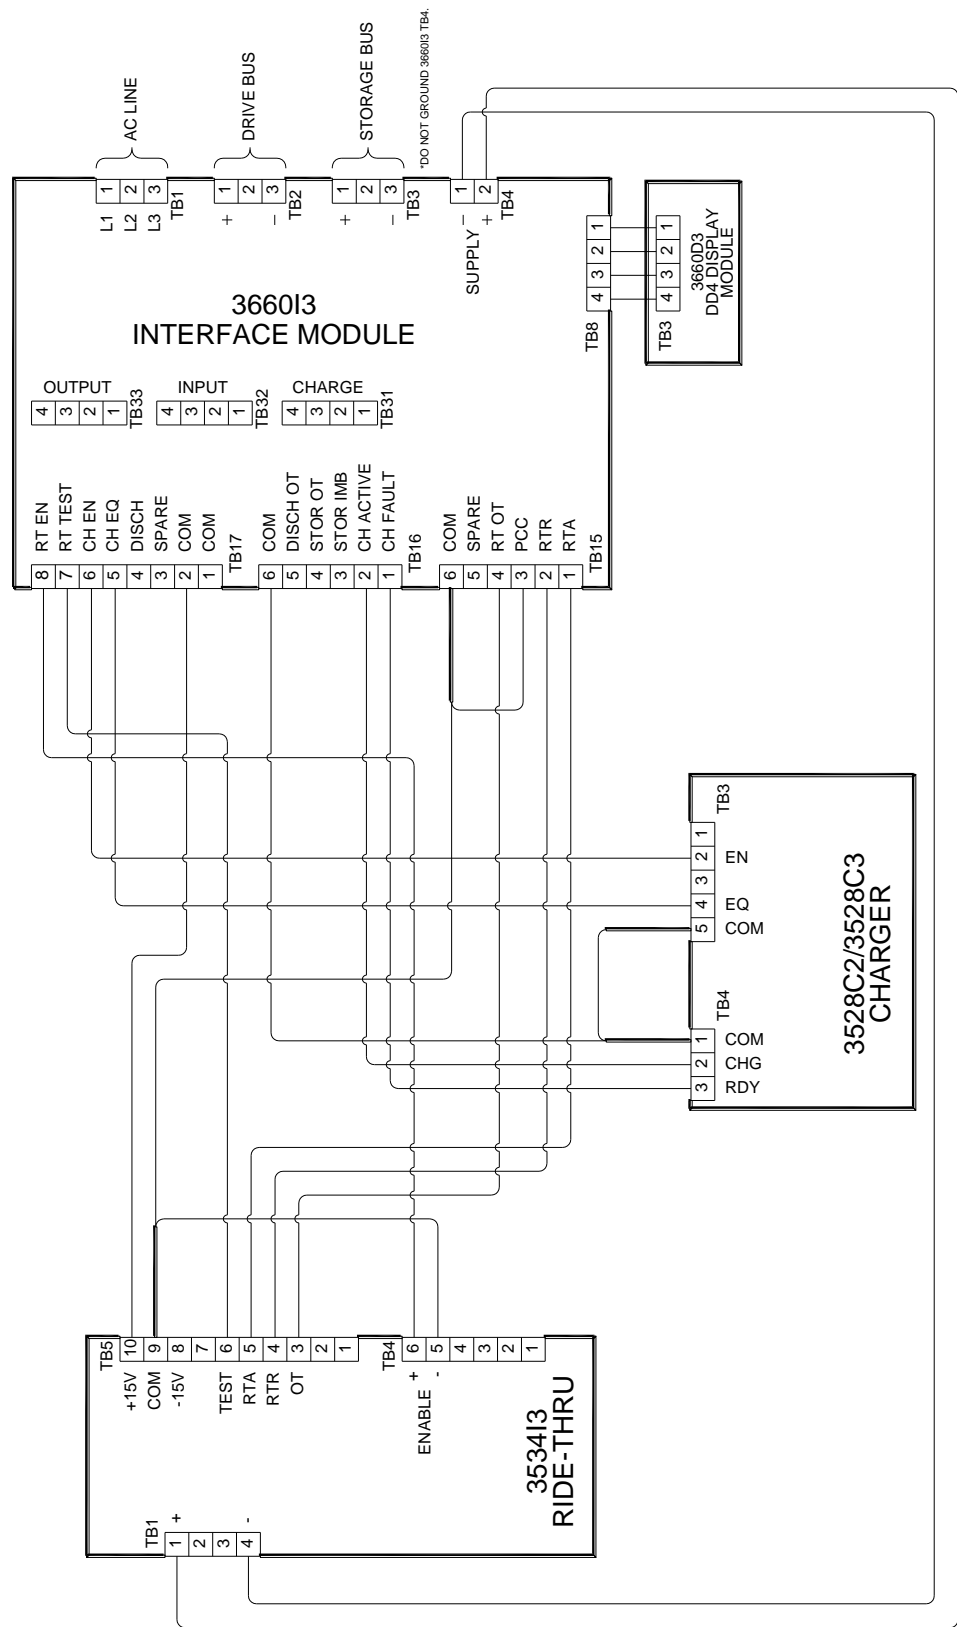 AC LINE
DRIVE BUS
STORAGE BUS
*DO NOT GROUND 3660I3 TB4.
1
2
3
TB1
L1
L2
L3
1
2
3
TB2
+
−
1
2
3
TB3
+
−
1
2
TB4
−
+
SUPPLY
3660I3
INTERFACE MODULE
4
3
2
1
TB8
4
3
2
1
TB3
3660D3
DD4 DISPLAY
MODULE
OUTPUT
4
3
2
1
TB33
INPUT
4
3
2
1
TB32
CHARGE
4
3
2
1
TB31
8 RT EN
7 RT TEST
6 CH EN
5 CH EQ
4 DISCH
3 SPARE
2 COM
1 COM
TB17
6 COM
5 DISCH OT
4 STOR OT
3 STOR IMB
2 CH ACTIVE
1 CH FAULT
TB16
6 COM
5 SPARE
4 RT OT
3 PCC
2 RTR
1 RTA
TB15
TB3
1
2 EN
3
4 EQ
5 COM
TB4
1 COM
2 CHG
3 RDY
3528C2/3528C3
CHARGER
TB5
10 +15V
9 COM
8 -15V
7
6 TEST
5 RTA
4 RTR
3 OT
2
1
TB4
6 +
5 -
ENABLE
4
3
2
1
3534I3
RIDE-THRU
TB1
1 +
2
3
4 -